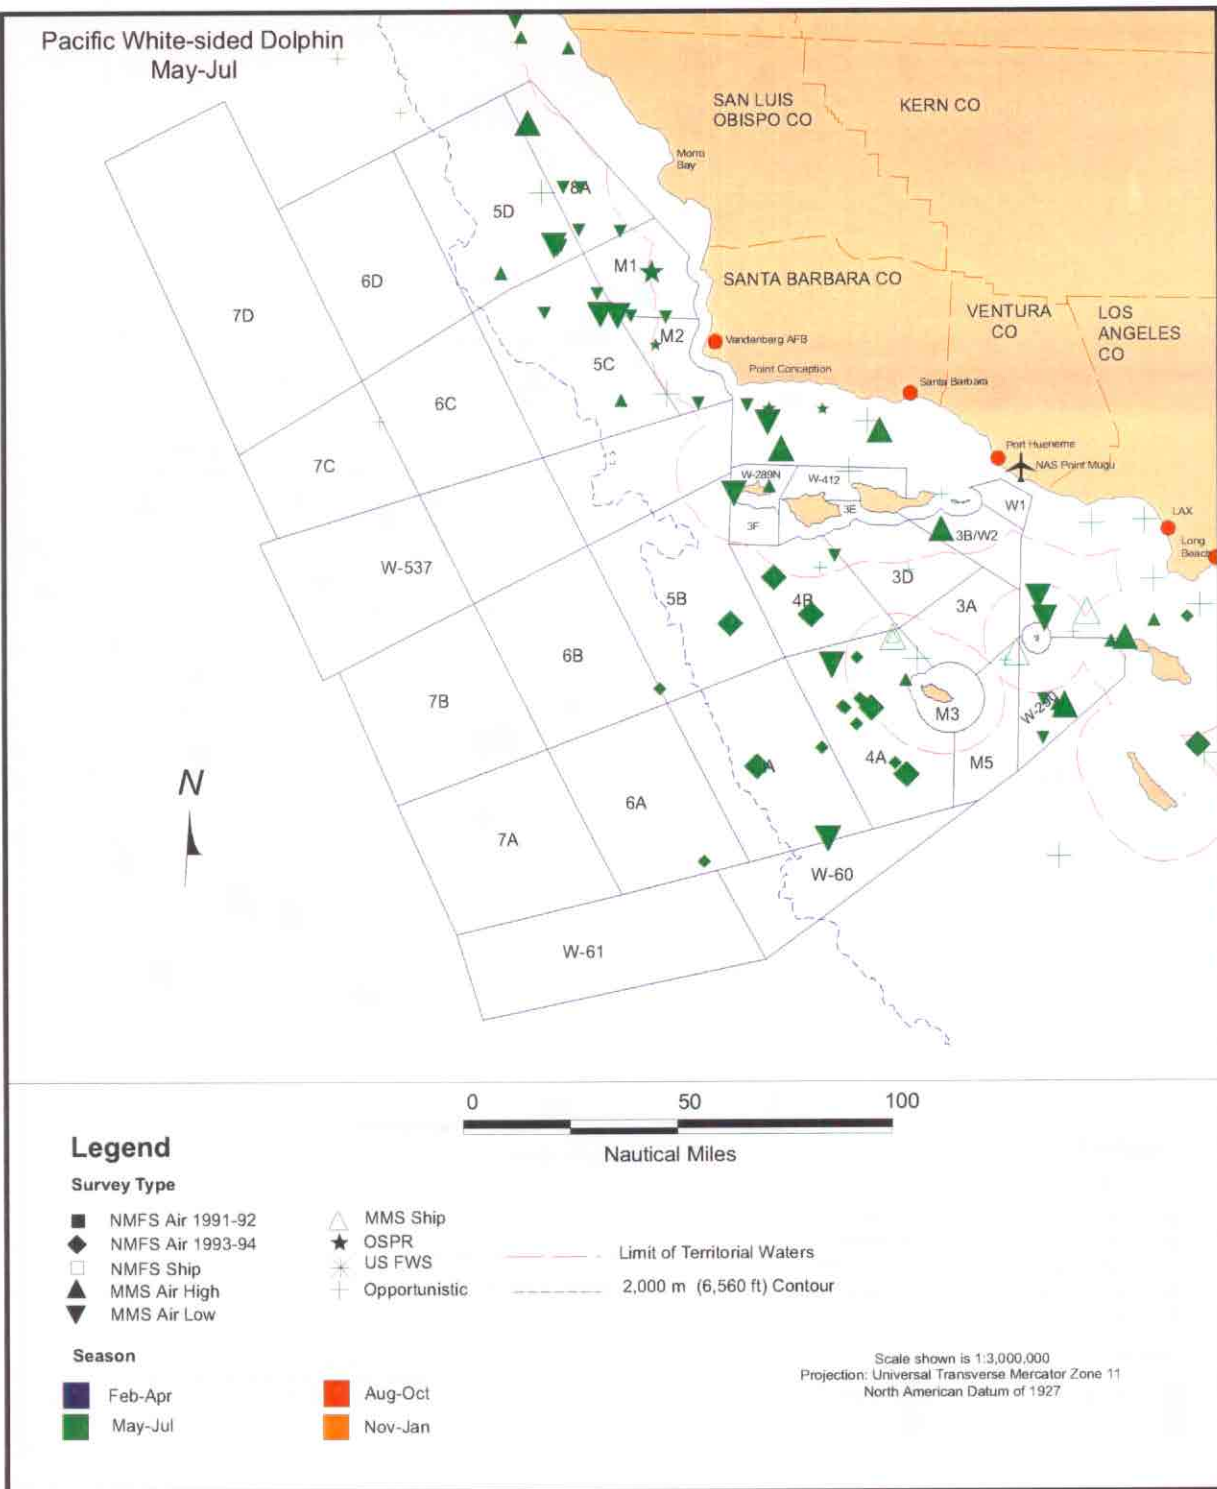 Pacific White-sided Dolphin
May-Jul
SAN LUIS
OBISPO CO
KERN CO
Morro
Bay
8A
5D
M1
6D
SANTA BARBARA CO
7D
VENTURA
CO
LOS
ANGELES
CO
M2
Vandenberg AFB
5C
Point Conception
Santa Barbara
6C
Port Hueneme
7C
W-289N
W-412
NAS Point Mugu
W1
3E
LAX
3F
3B/W2
Long
Beach
W-537
3D
5B
4B
3A
6B
7B
W-290
M3
4A
M5
N
6A
7A
W-60
W-61
0
50
100
Nautical Miles
Legend
Survey Type
NMFS Air 1991-92
NMFS Air 1993-94
NMFS Ship
MMS Air High
MMS Air Low
MMS Ship
OSPR
US FWS
Opportunistic
Limit of Territorial Waters
2,000 m (6,560 ft) Contour
Season
Feb-Apr
May-Jul
Aug-Oct
Nov-Jan
Scale shown is 1:3,000,000
Projection: Universal Transverse Mercator Zone 11
North American Datum of 1927